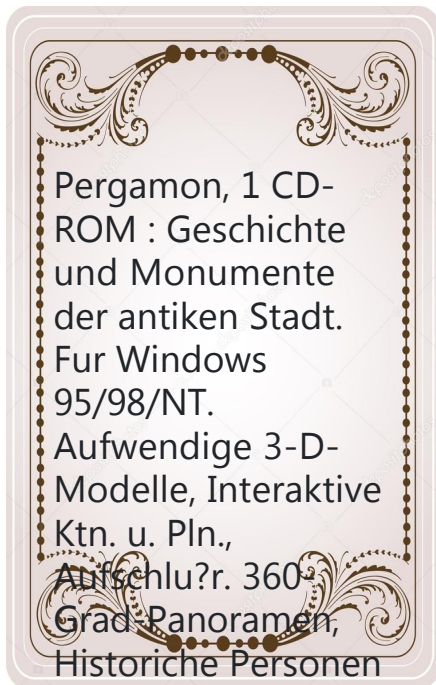 Pergamon, 1 CD-
ROM : Geschichte
und Monumente
der antiken Stadt.
Fur Windows
95/98/NT.
Aufwendige 3-D-
Modelle, Interaktive
Ktn. u. Pln.,
Aufschlu?r. 360-
Grad-Panoramen,
Historiche Personen